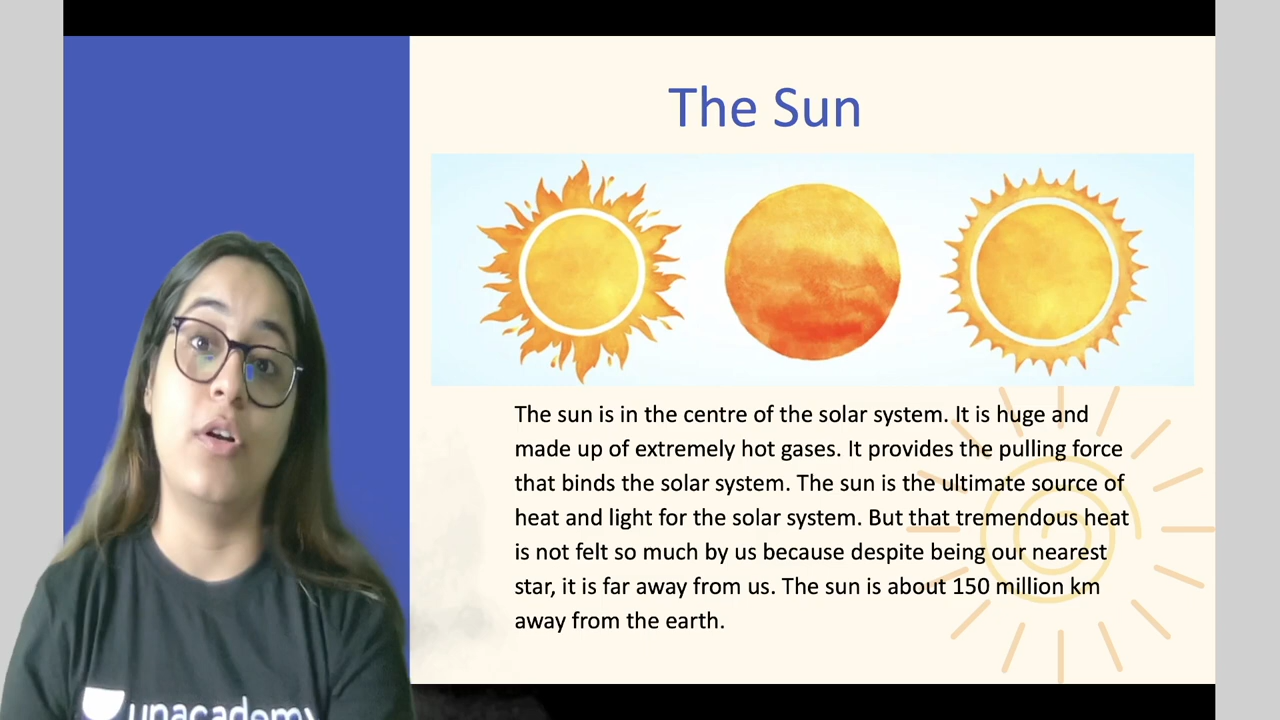 The Sun
The sun is in the centre of the solar system. It is huge and
made up of extremely hot gases. It provides the pulling force
that binds the solar system. The sun is the ultimate source of
heat and light for the solar system. But that tremendous heat
is not felt so much by us because despite being our nearest
star, it is far away from us. The sun is about 150 million km
away from the earth.
unacademy